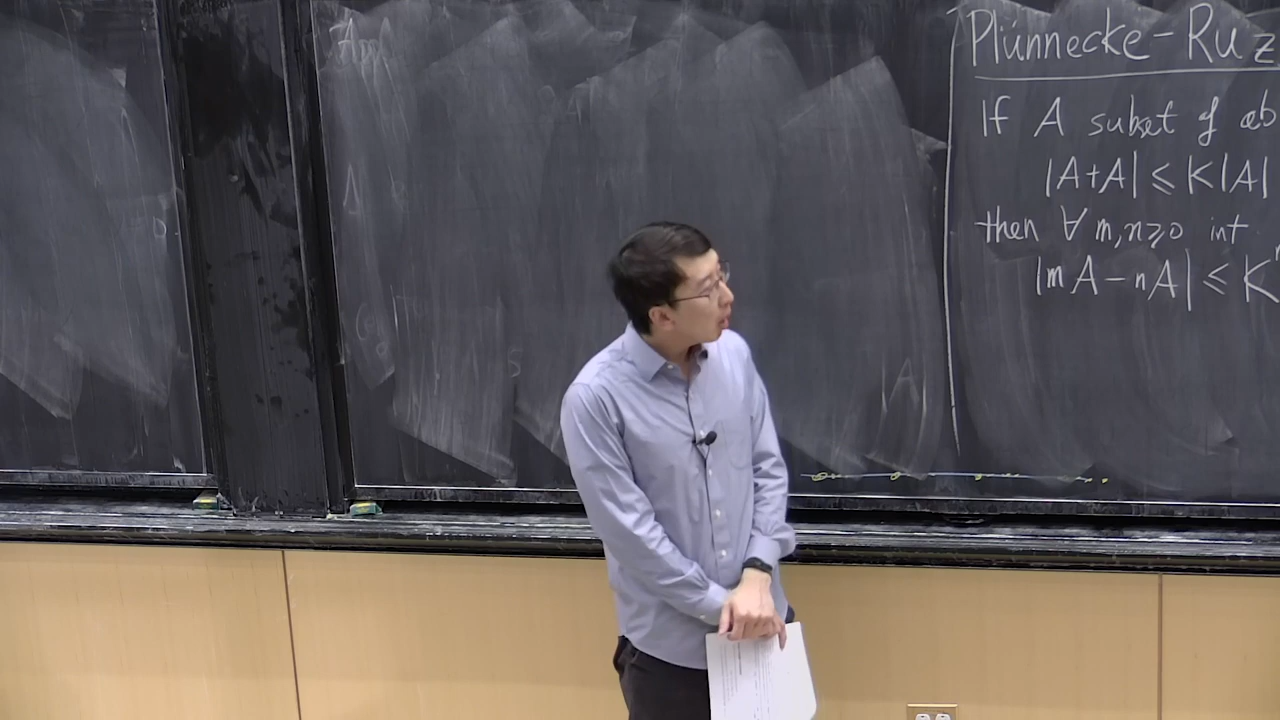 Plünnecke-Ruz
If A subset of ab
|A+A| ≤ K|A|
then ∀ m,n≥0 int
|mA-nA| ≤ K